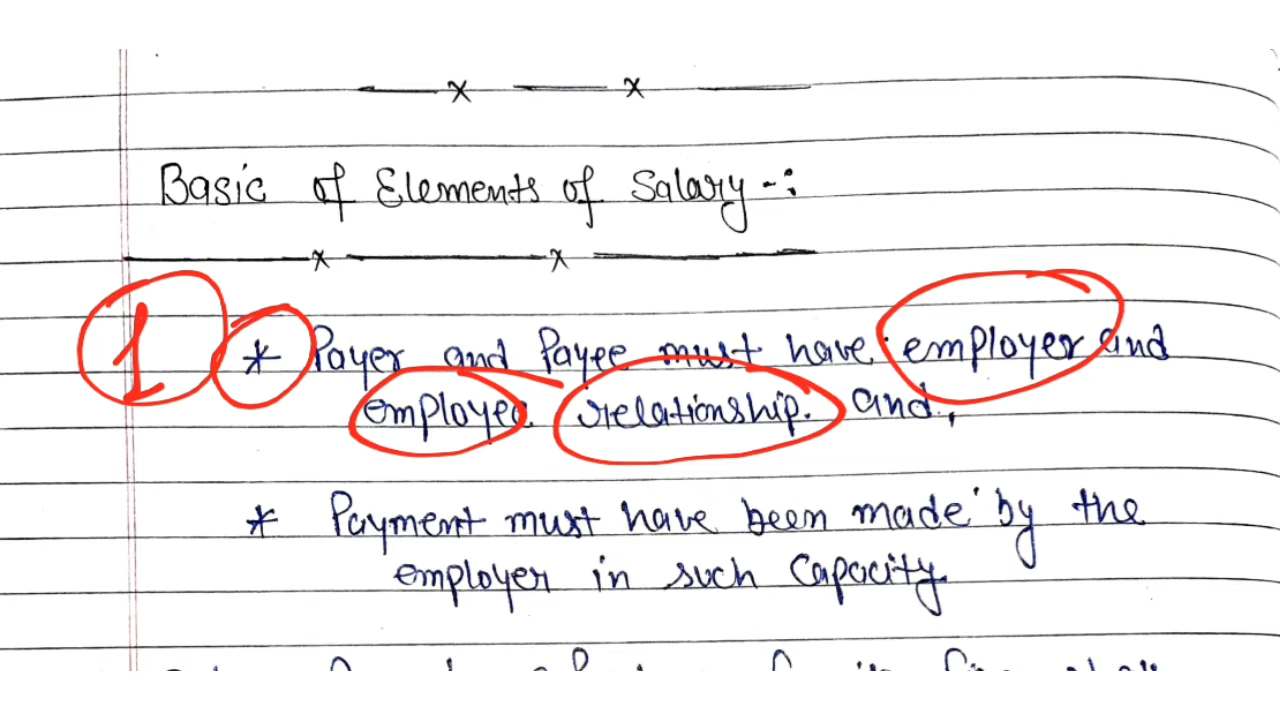 x x
Basic of Elements of Salary -:
x x
1 * Payer and Payee must have employer and
employee relationship. and,
* Payment must have been made by the
employer in such Capacity.